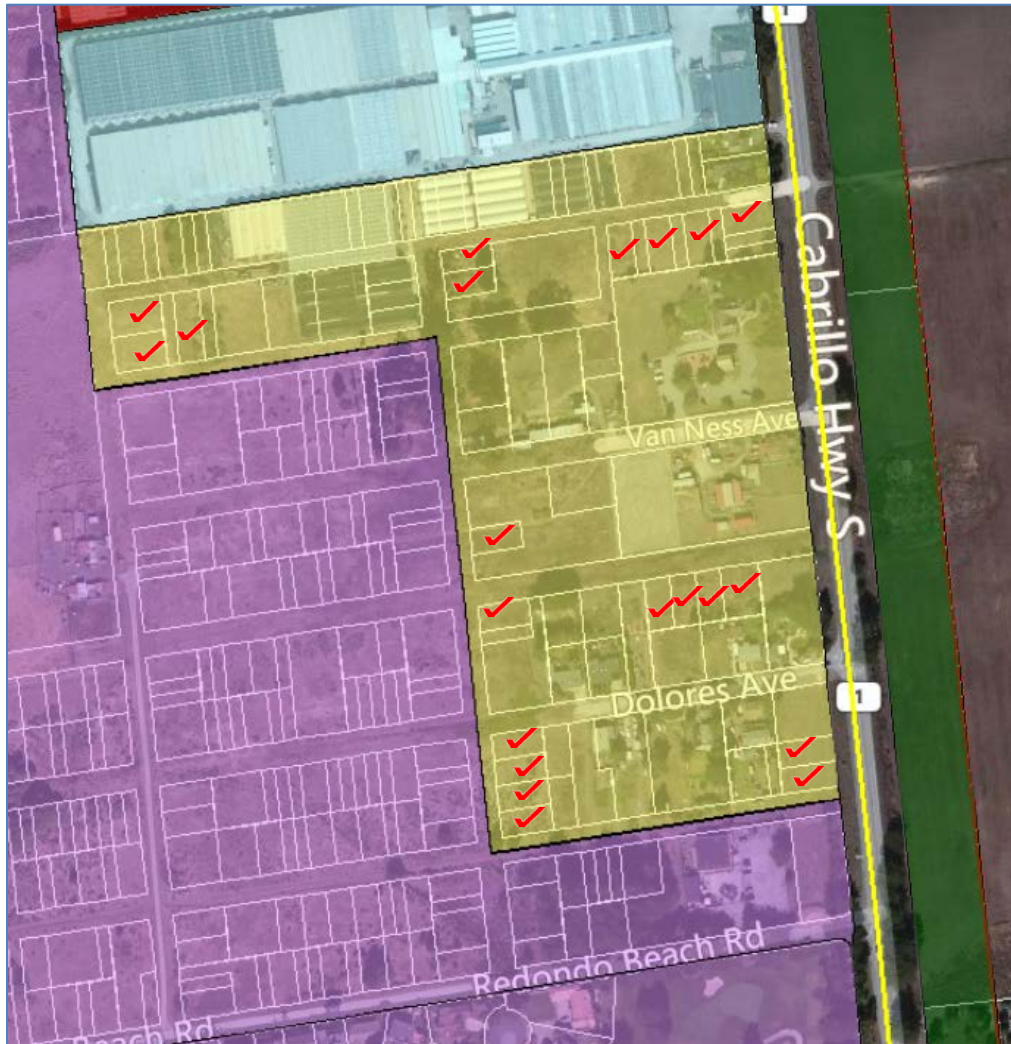 1
Cabrillo Hwy S
Van Ness Ave
Dolores Ave
1
Redondo Beach Rd
Beach Rd